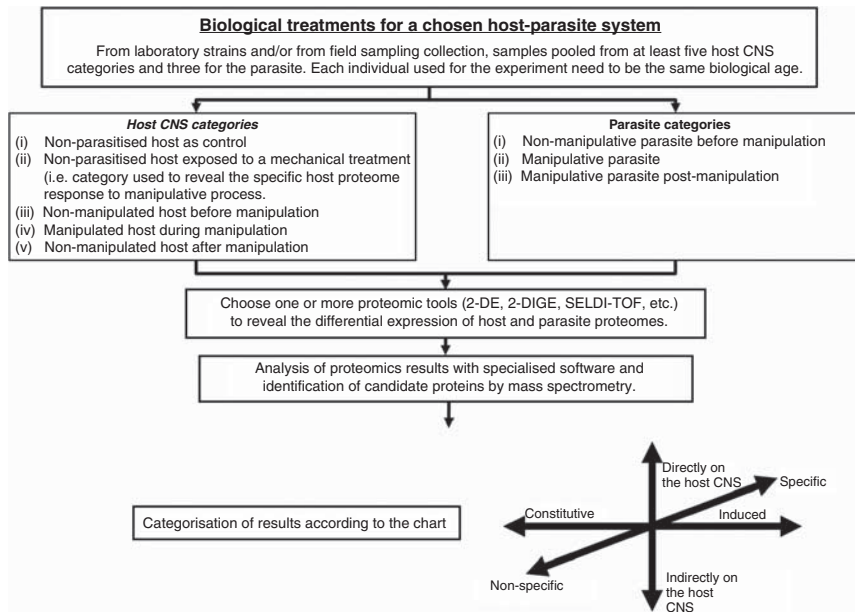 Biological treatments for a chosen host-parasite system
From laboratory strains and/or from field sampling collection, samples pooled from at least five host CNS
categories and three for the parasite. Each individual used for the experiment need to be the same biological age.
Host CNS categories
(i) Non-parasitised host as control
(ii) Non-parasitised host exposed to a mechanical treatment
(i.e. category used to reveal the specific host proteome
response to manipulative process.
(iii) Non-manipulated host before manipulation
(iv) Manipulated host during manipulation
(v) Non-manipulated host after manipulation
Parasite categories
(i) Non-manipulative parasite before manipulation
(ii) Manipulative parasite
(iii) Manipulative parasite post-manipulation
Choose one or more proteomic tools (2-DE, 2-DIGE, SELDI-TOF, etc.)
to reveal the differential expression of host and parasite proteomes.
Analysis of proteomics results with specialised software and
identification of candidate proteins by mass spectrometry.
Categorisation of results according to the chart
Directly on
the host CNS
Specific
Constitutive
Induced
Non-specific
Indirectly on
the host
CNS